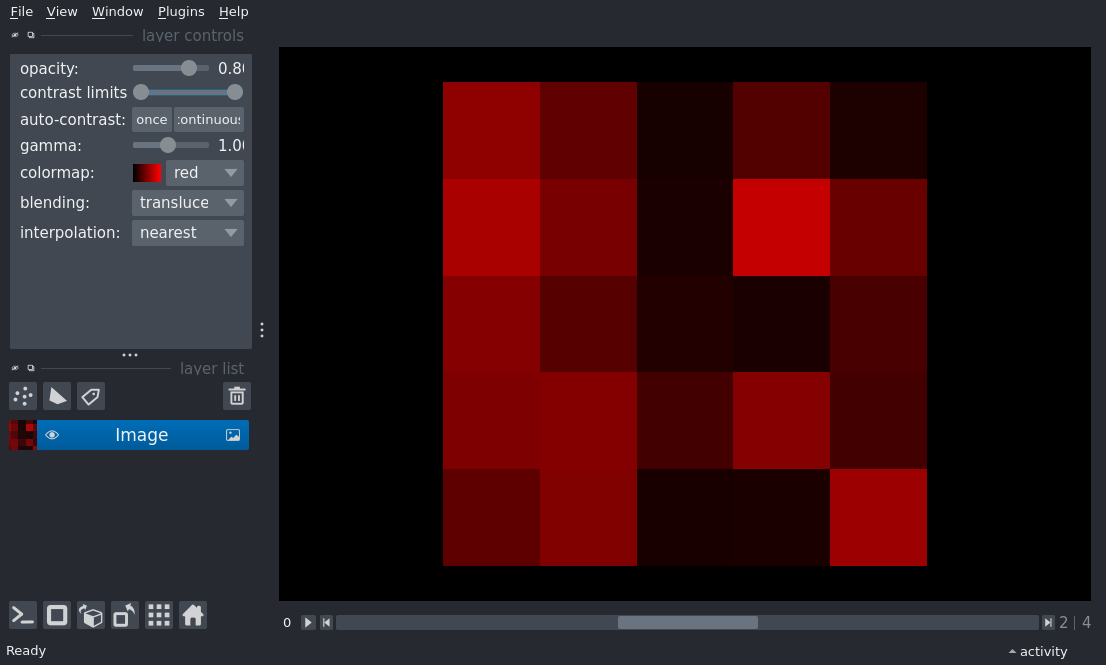 File View Window Plugins Help
layer controls
opacity: 0.80
contrast limits
auto-contrast: once continuous
gamma: 1.00
colormap: red
blending: transluce
interpolation: nearest
layer list
Image
0 2 | 4
Ready activity